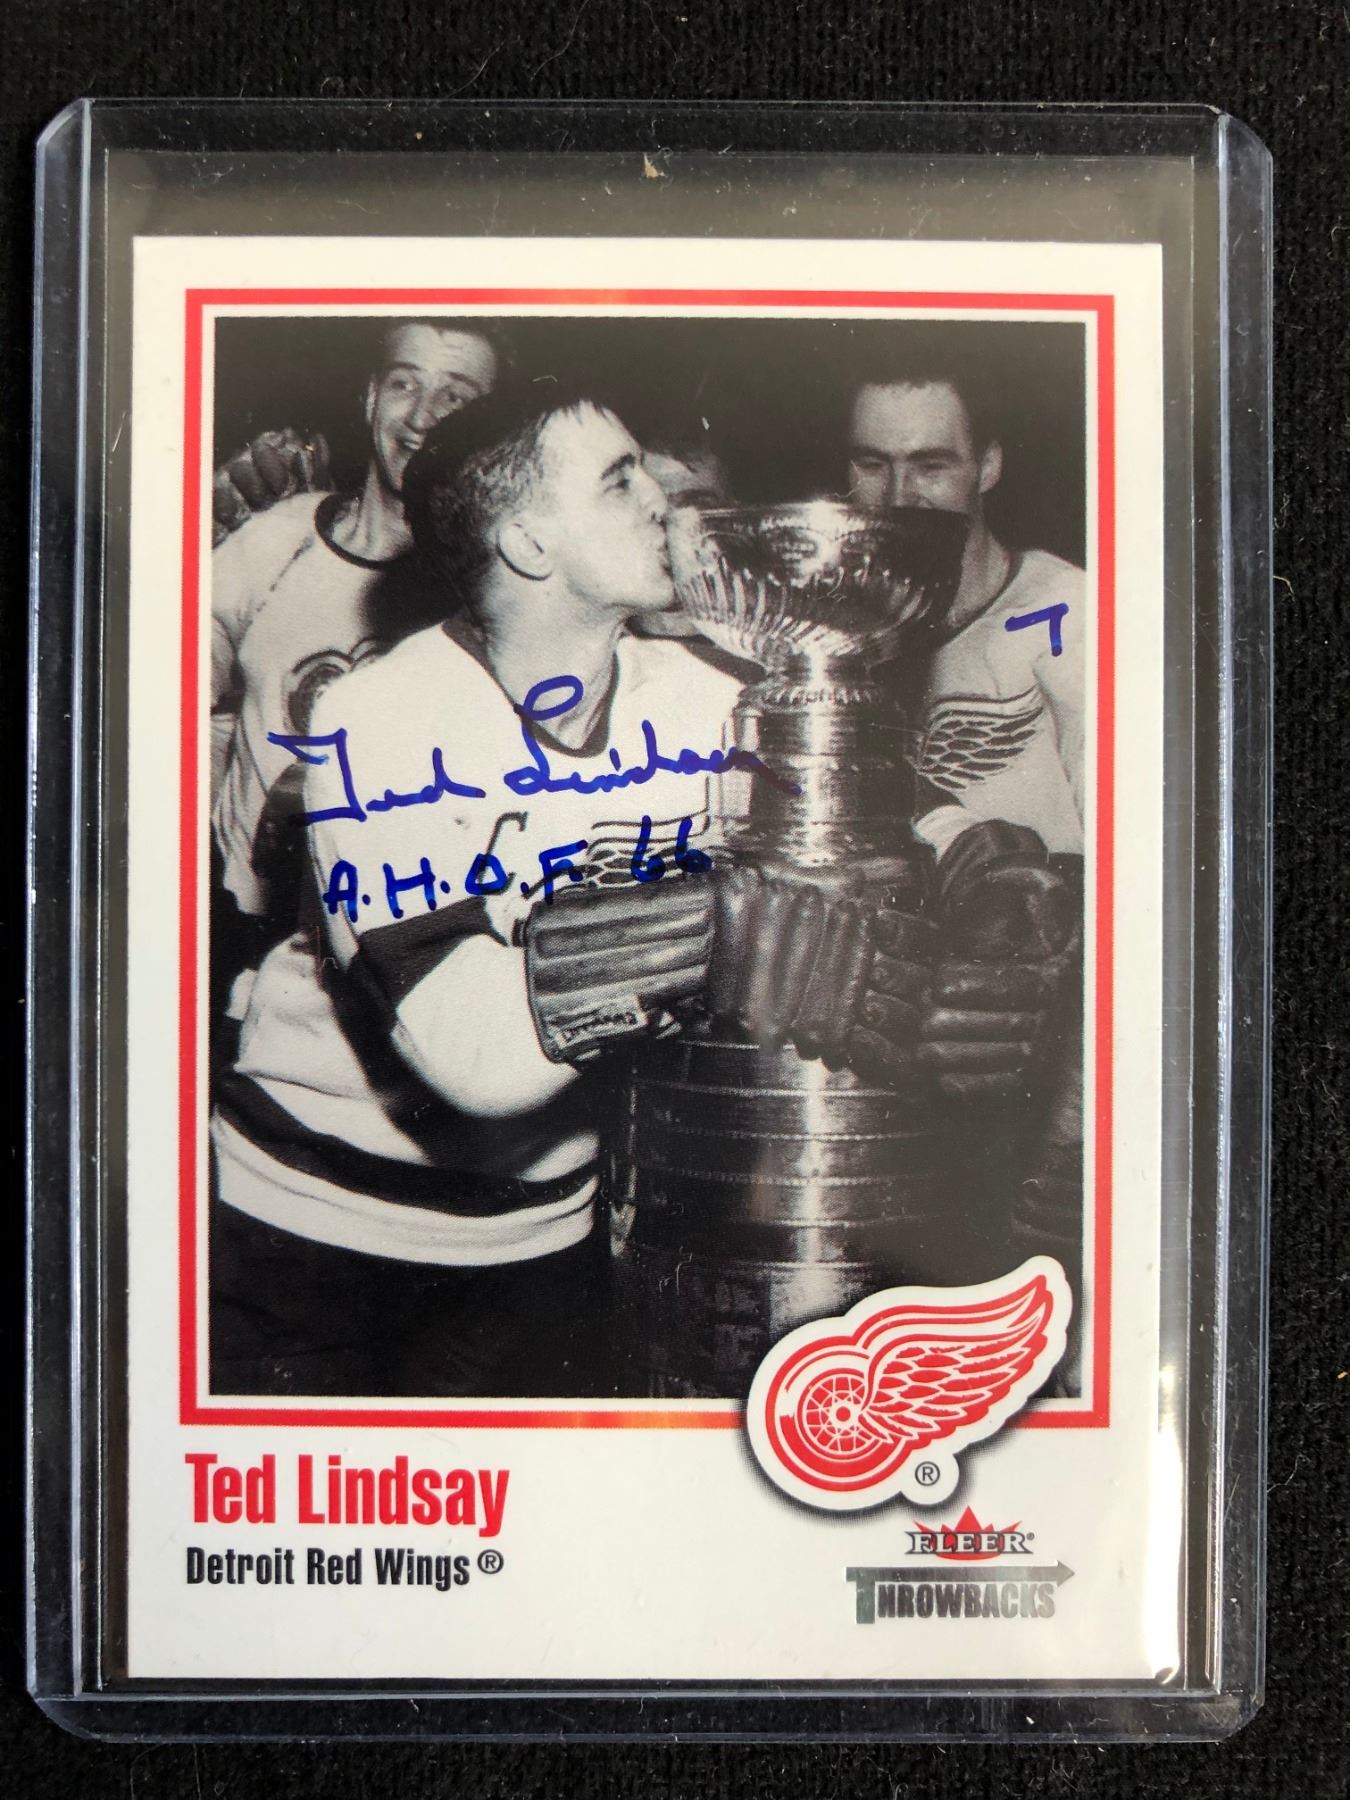 7
Ted Lindsay
A.H.O.F. 66
C
Ted Lindsay
Detroit Red Wings®
®
FLEER®
THROWBACKS